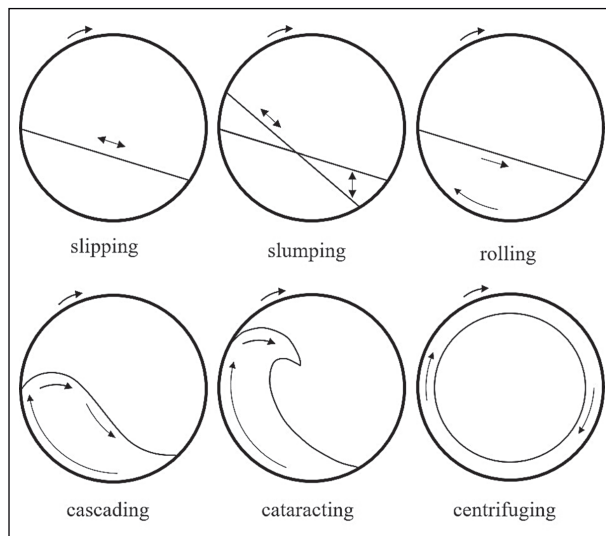 slipping
slumping
rolling
cascading
cataracting
centrifuging